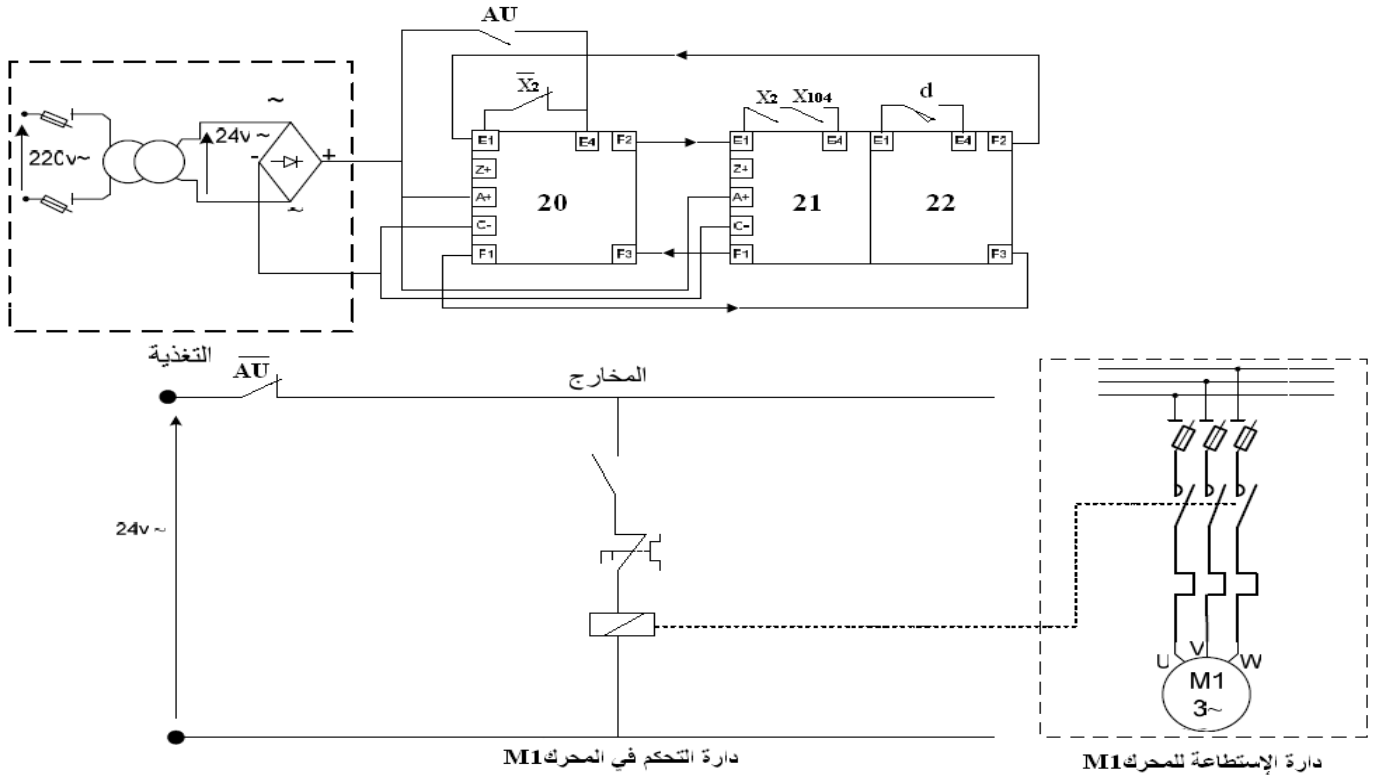 AU
X̅2
X2 X104
d
~
24v~
220v~
-
+
~
E1 E4 F2
Z+
A+
C-
F1 F3
20
E1 E4 E1 E4 F2
Z+
A+
C-
F1 F3
21
22
التغذية
A̅U̅
المخارج
24v~
U V W
M1
3~
دارة التحكم في المحرك M1
دارة الإستطاعة للمحرك M1